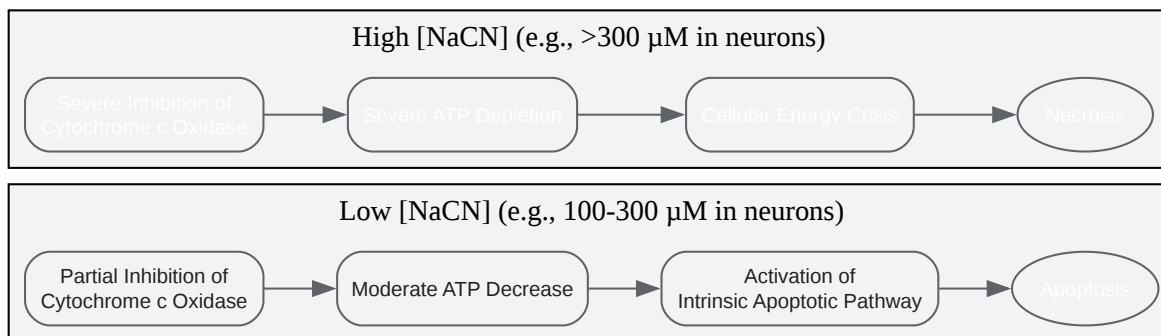 High [NaCN] (e.g., >300 µM in neurons)
Severe Inhibition of
Cytochrome c Oxidase
Severe ATP Depletion
Cellular Energy Crisis
Necrosis
Low [NaCN] (e.g., 100-300 µM in neurons)
Partial Inhibition of
Cytochrome c Oxidase
Moderate ATP Decrease
Activation of
Intrinsic Apoptotic Pathway
Apoptosis